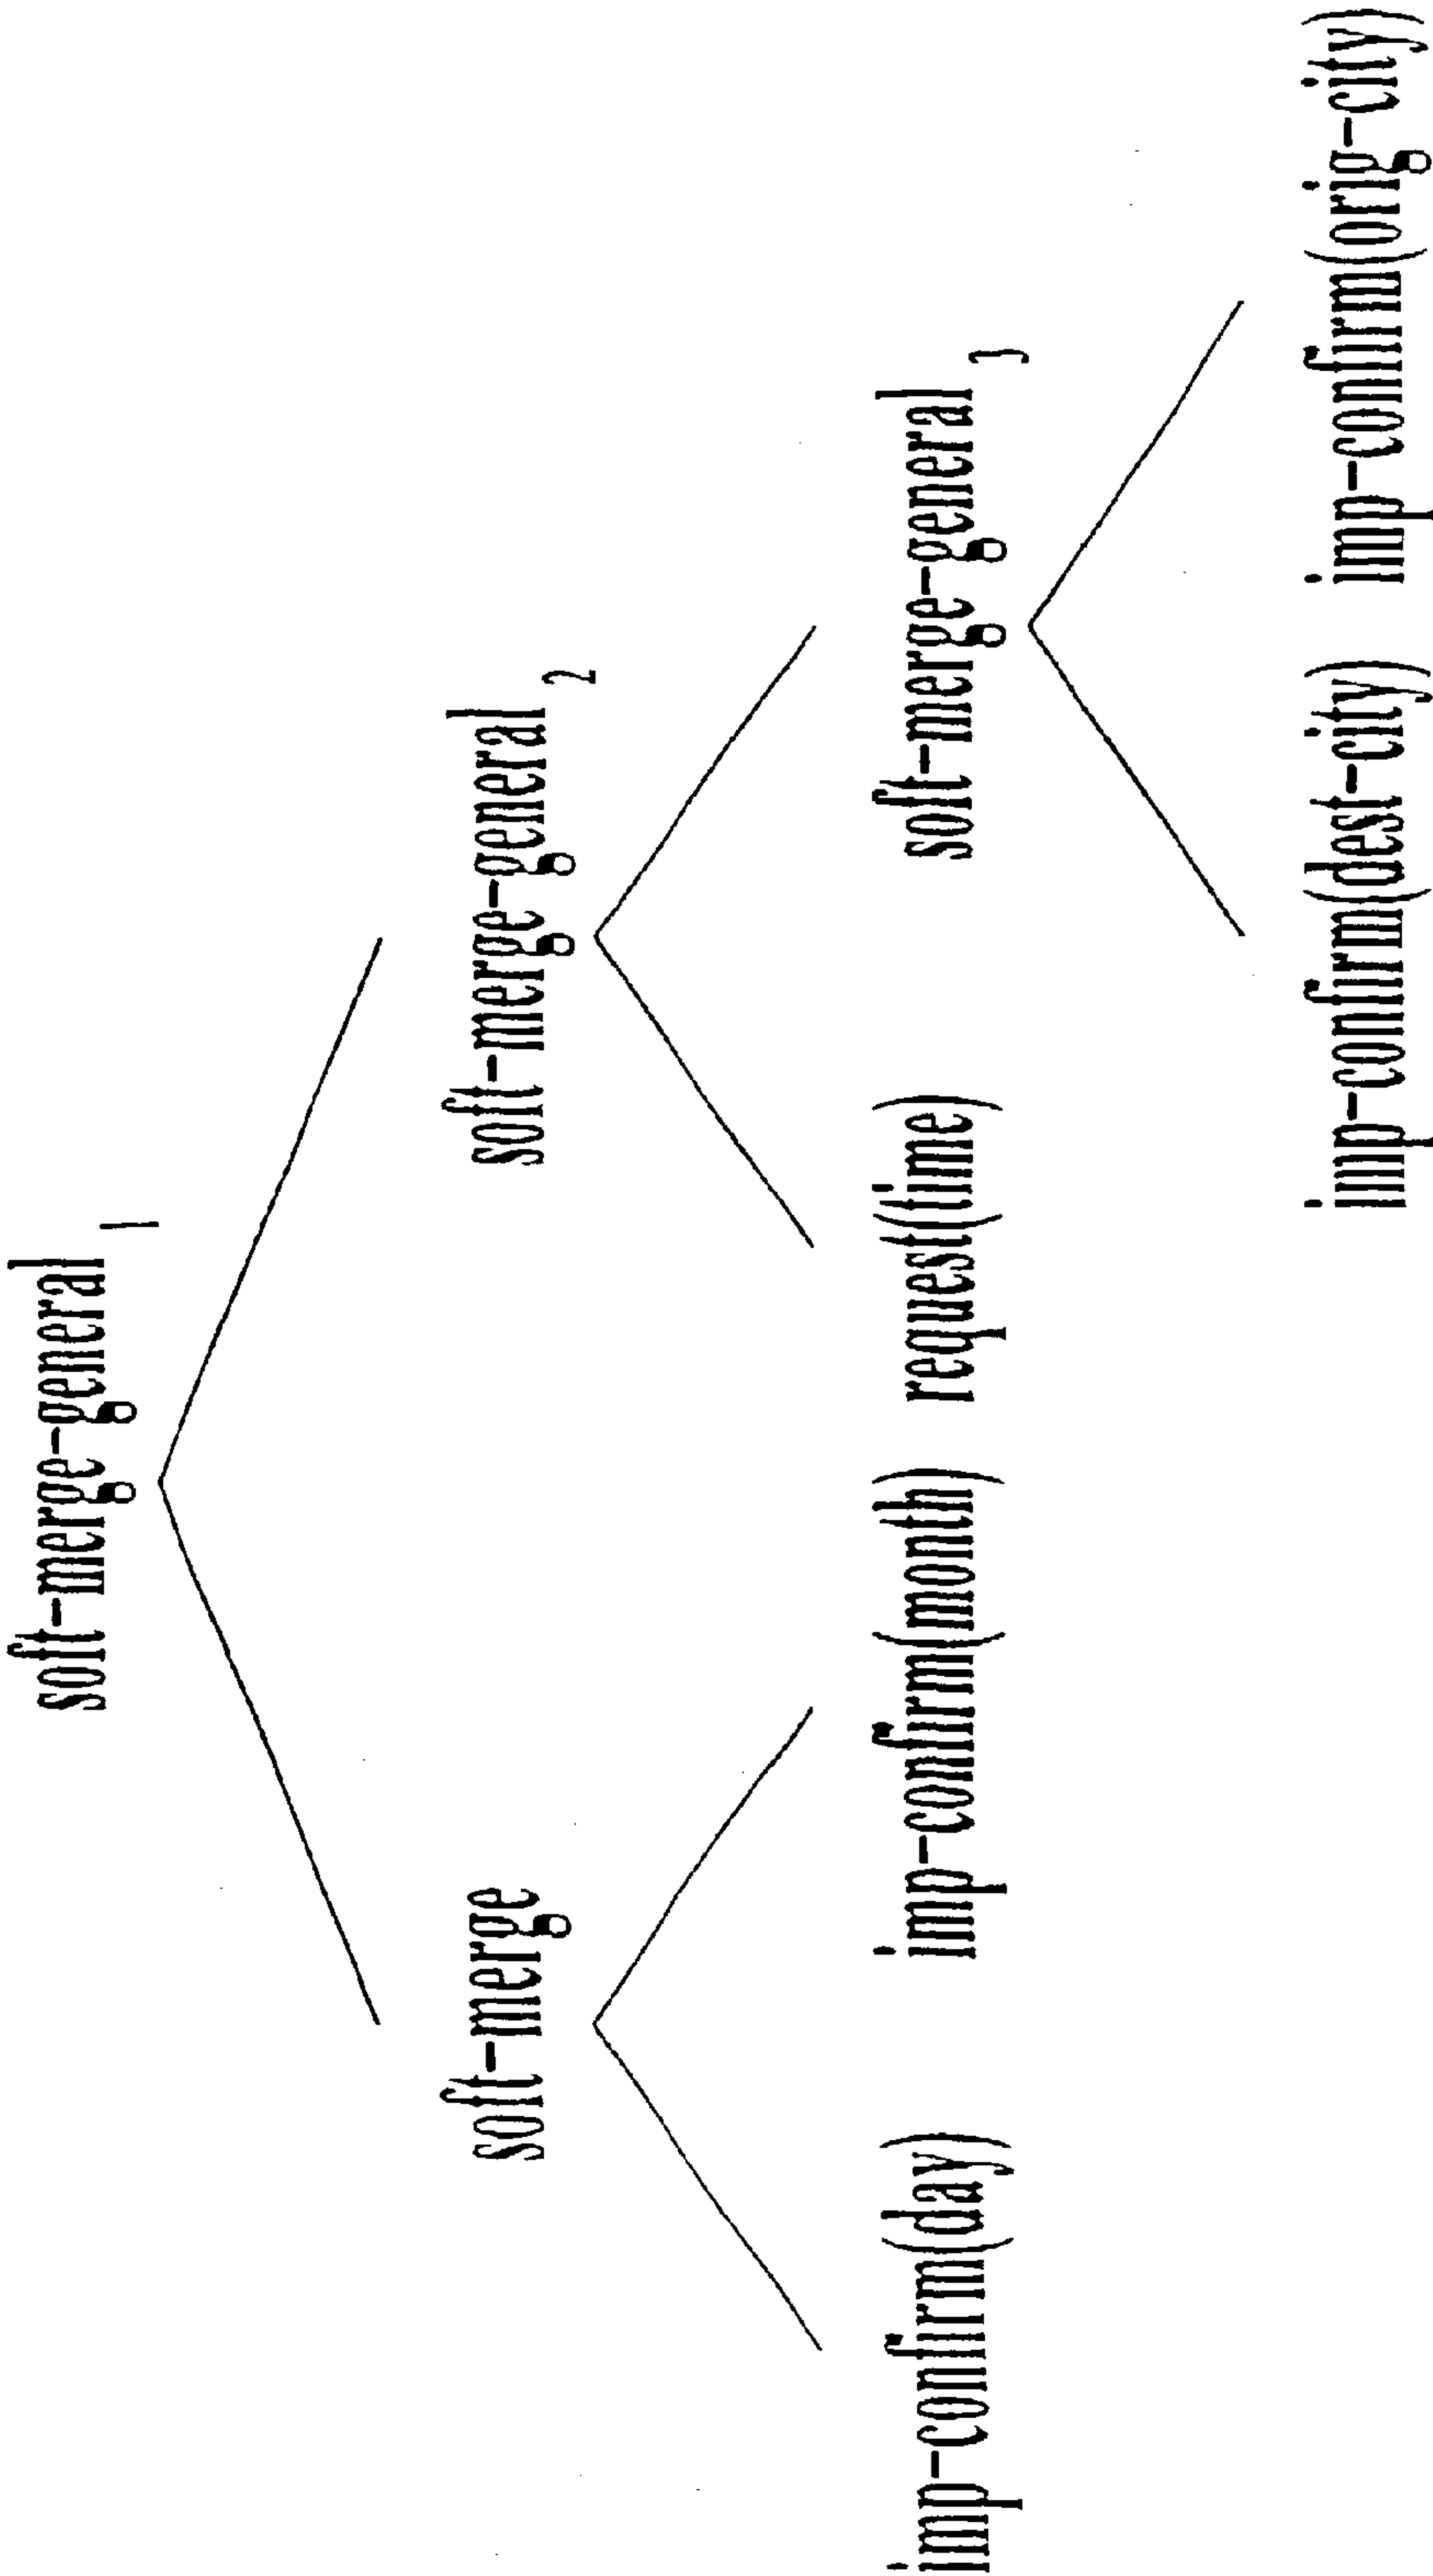 soft-merge-general 1
soft-merge soft-merge-general 2
imp-confirm(day) imp-confirm(month) request(time) soft-merge-general 3
imp-confirm(dest-city) imp-confirm(orig-city)